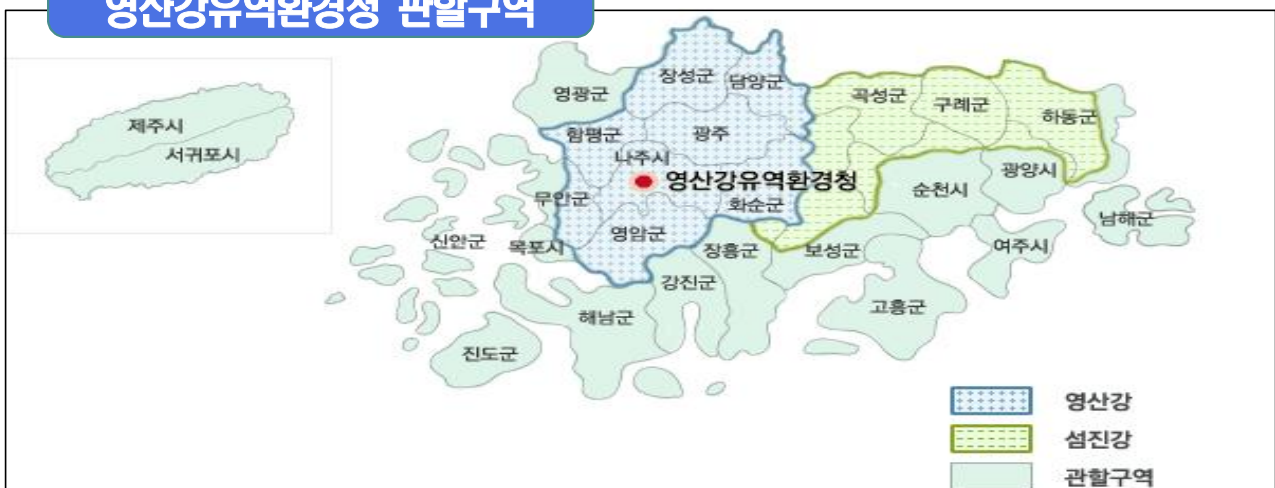 영산강유역환경청 관할구역
장성군
담양군
영광군
곡성군
구례군
하동군
제주시
서귀포시
함평군
광주
나주시
영산강유역환경청
광양시
순천시
무안군
화순군
남해군
신안군
목포시
영암군
장흥군
보성군
여주시
강진군
고흥군
해남군
진도군
영산강
섬진강
관할구역